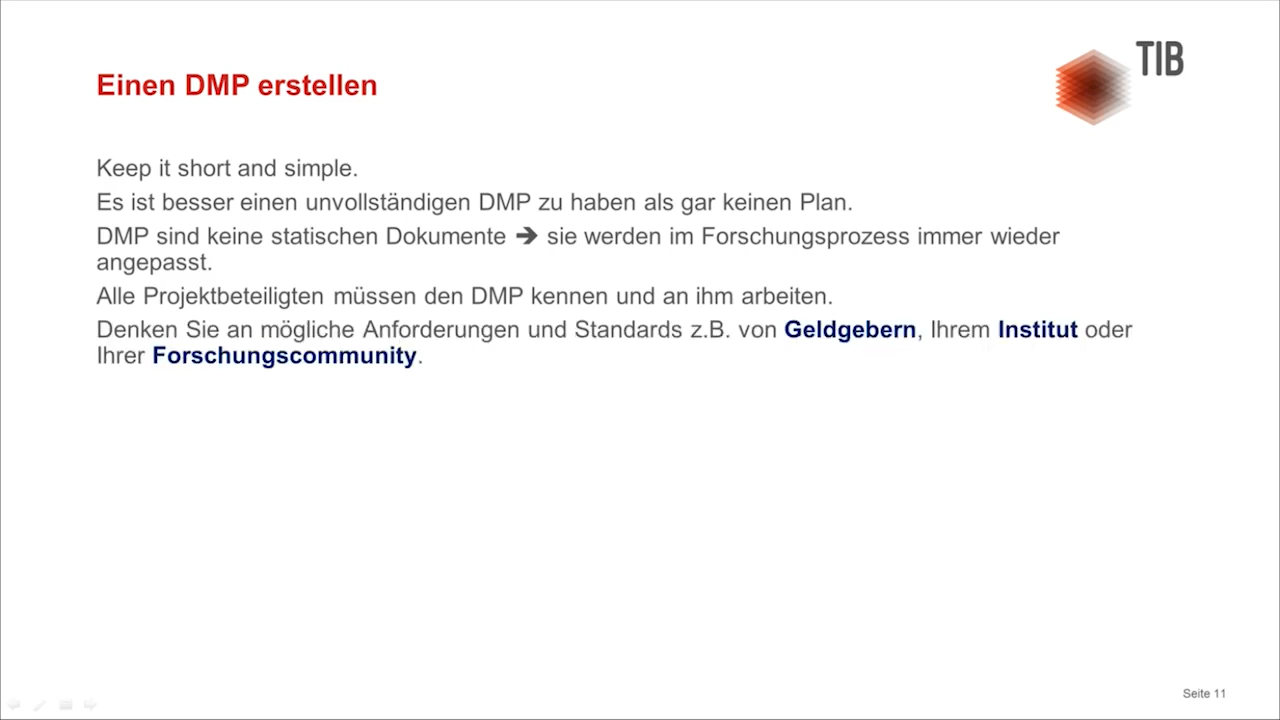 Einen DMP erstellen
TIB
Keep it short and simple.
Es ist besser einen unvollständigen DMP zu haben als gar keinen Plan.
DMP sind keine statischen Dokumente ➔ sie werden im Forschungsprozess immer wieder
angepasst.
Alle Projektbeteiligten müssen den DMP kennen und an ihm arbeiten.
Denken Sie an mögliche Anforderungen und Standards z.B. von Geldgebern, Ihrem Institut oder
Ihrer Forschungscommunity.
Seite 11